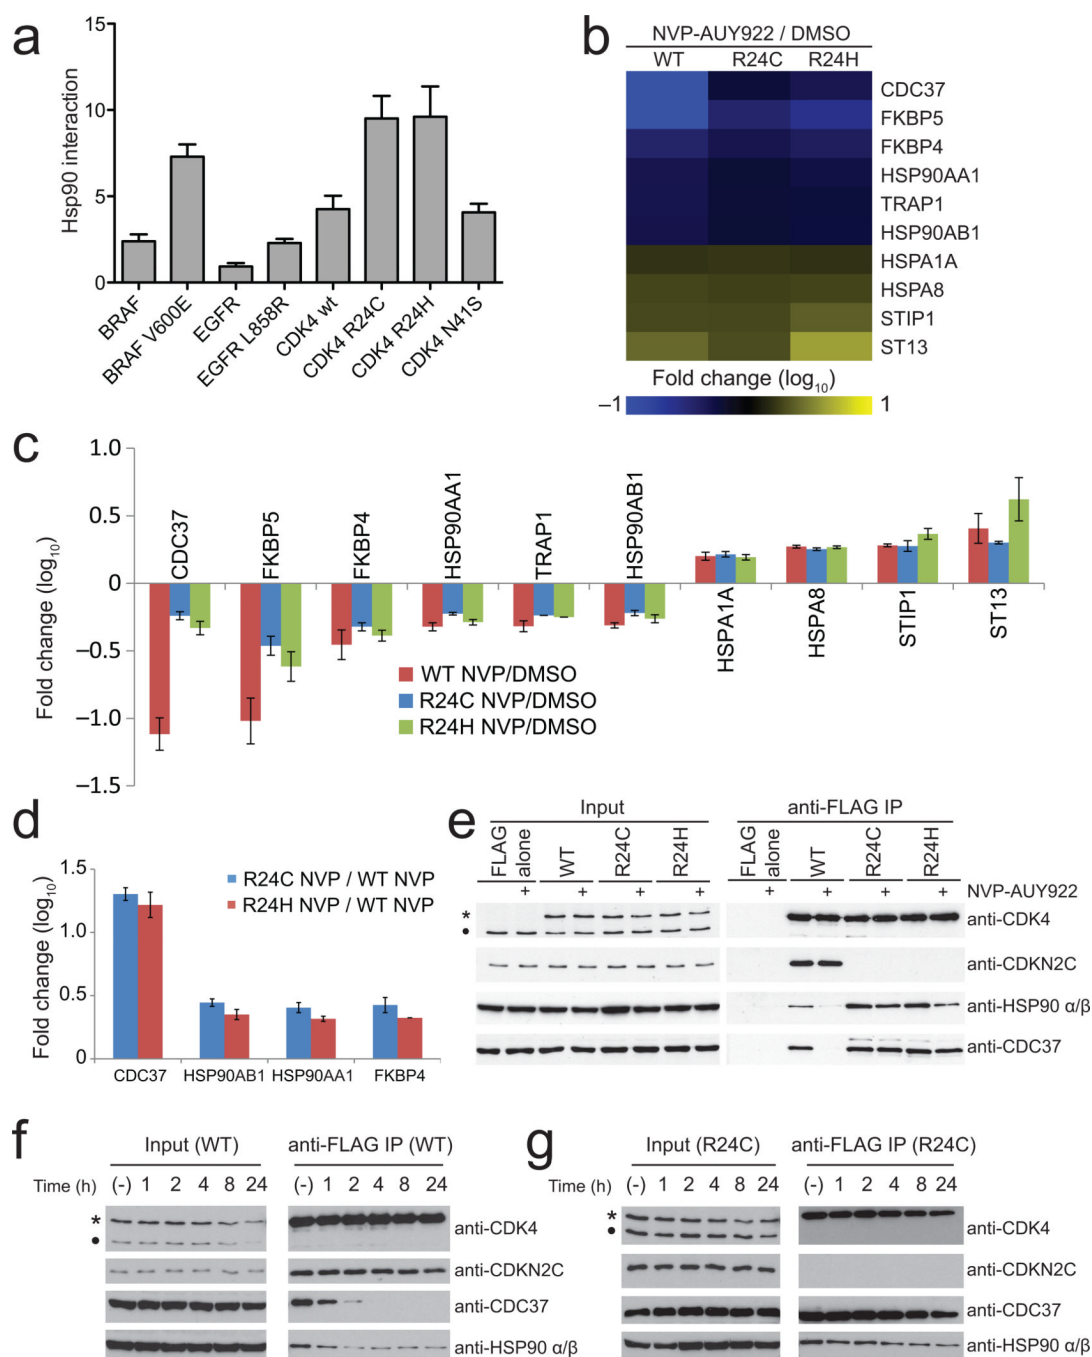 a
15
10
5
0
Hsp90 interaction
BRAF
BRAF V600E
EGFR
EGFR L858R
CDK4 wt
CDK4 R24C
CDK4 R24H
CDK4 N41S
b
NVP-AUY922 / DMSO
WT R24C R24H
CDC37
FKBP5
FKBP4
HSP90AA1
TRAP1
HSP90AB1
HSPA1A
HSPA8
STIP1
ST13
Fold change (log10)
–1 1
c
1.0
0.5
0
–0.5
–1.0
–1.5
Fold change (log10)
CDC37
FKBP5
FKBP4
HSP90AA1
TRAP1
HSP90AB1
HSPA1A
HSPA8
STIP1
ST13
WT NVP/DMSO
R24C NVP/DMSO
R24H NVP/DMSO
d
1.5
1.0
0.5
0
Fold change (log10)
R24C NVP / WT NVP
R24H NVP / WT NVP
CDC37 HSP90AB1 HSP90AA1 FKBP4
e
Input anti-FLAG IP
FLAG alone WT R24C R24H FLAG alone WT R24C R24H
+ + + + + + + + NVP-AUY922
* anti-CDK4
•
anti-CDKN2C
anti-HSP90 α/β
anti-CDC37
f
Input (WT) anti-FLAG IP (WT)
Time (h) (-) 1 2 4 8 24 (-) 1 2 4 8 24
* anti-CDK4
•
anti-CDKN2C
anti-CDC37
anti-HSP90 α/β
g
Input (R24C) anti-FLAG IP (R24C)
Time (h) (-) 1 2 4 8 24 (-) 1 2 4 8 24
* anti-CDK4
•
anti-CDKN2C
anti-CDC37
anti-HSP90 α/β